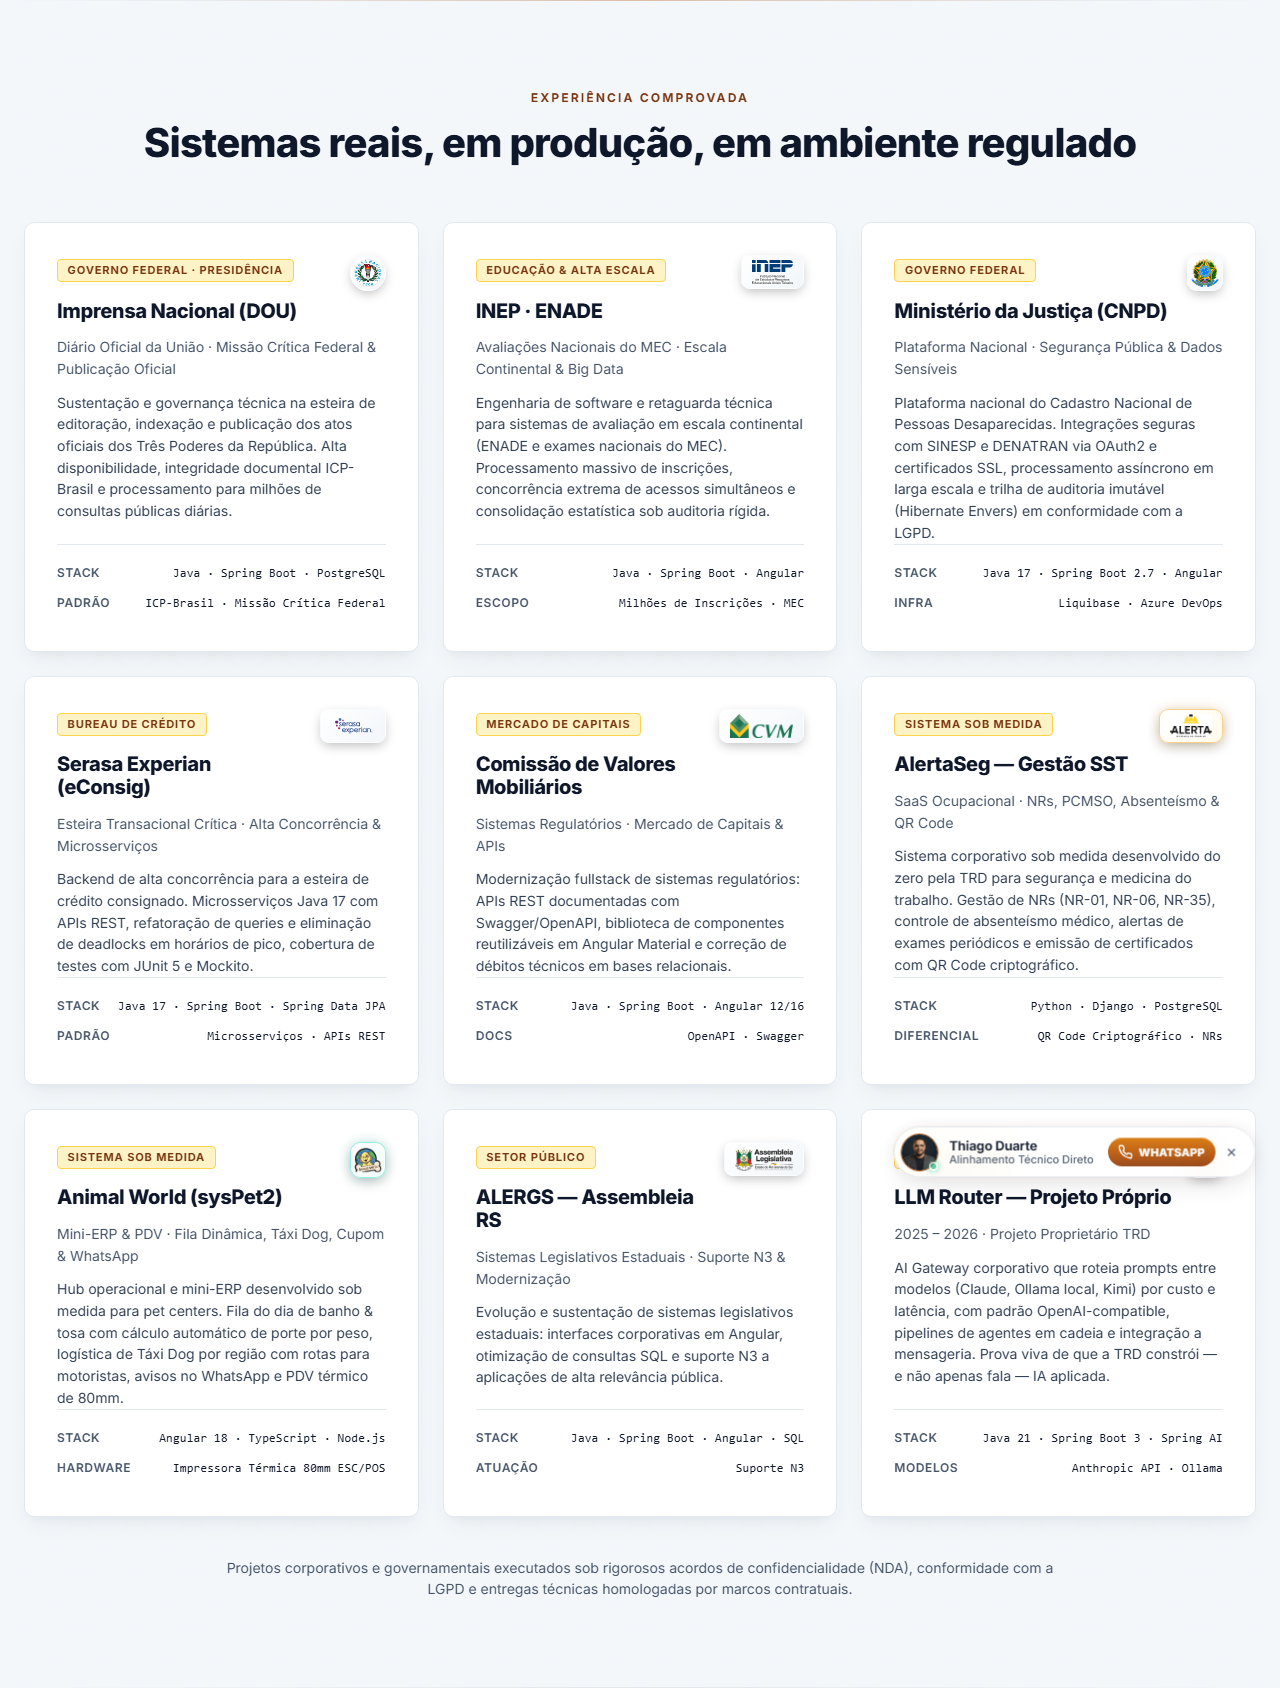 EXPERIÊNCIA COMPROVADA
Sistemas reais, em produção, em ambiente regulado
GOVERNO FEDERAL · PRESIDÊNCIA
Imprensa Nacional (DOU)
Diário Oficial da União · Missão Crítica Federal &
Publicação Oficial
Sustentação e governança técnica na esteira de
editoração, indexação e publicação dos atos
oficiais dos Três Poderes da República. Alta
disponibilidade, integridade documental ICP-
Brasil e processamento para milhões de
consultas públicas diárias.
STACK Java · Spring Boot · PostgreSQL
PADRÃO ICP-Brasil · Missão Crítica Federal
EDUCAÇÃO & ALTA ESCALA
inep
INEP · ENADE
Avaliações Nacionais do MEC · Escala
Continental & Big Data
Engenharia de software e retaguarda técnica
para sistemas de avaliação em escala continental
(ENADE e exames nacionais do MEC).
Processamento massivo de inscrições,
concorrência extrema de acessos simultâneos e
consolidação estatística sob auditoria rígida.
STACK Java · Spring Boot · Angular
ESCOPO Milhões de Inscrições · MEC
GOVERNO FEDERAL
Ministério da Justiça (CNPD)
Plataforma Nacional · Segurança Pública & Dados
Sensíveis
Plataforma nacional do Cadastro Nacional de
Pessoas Desaparecidas. Integrações seguras
com SINESP e DENATRAN via OAuth2 e
certificados SSL, processamento assíncrono em
larga escala e trilha de auditoria imutável
(Hibernate Envers) em conformidade com a
LGPD.
STACK Java 17 · Spring Boot 2.7 · Angular
INFRA Liquibase · Azure DevOps
BUREAU DE CRÉDITO
serasa
experian.
Serasa Experian
(eConsig)
Esteira Transacional Crítica · Alta Concorrência &
Microsserviços
Backend de alta concorrência para a esteira de
crédito consignado. Microsserviços Java 17 com
APIs REST, refatoração de queries e eliminação
de deadlocks em horários de pico, cobertura de
testes com JUnit 5 e Mockito.
STACK Java 17 · Spring Boot · Spring Data JPA
PADRÃO Microsserviços · APIs REST
MERCADO DE CAPITAIS
CVM
Comissão de Valores
Mobiliários
Sistemas Regulatórios · Mercado de Capitais &
APIs
Modernização fullstack de sistemas regulatórios:
APIs REST documentadas com
Swagger/OpenAPI, biblioteca de componentes
reutilizáveis em Angular Material e correção de
débitos técnicos em bases relacionais.
STACK Java · Spring Boot · Angular 12/16
DOCS OpenAPI · Swagger
SISTEMA SOB MEDIDA
ALERTA
AlertaSeg — Gestão SST
SaaS Ocupacional · NRs, PCMSO, Absenteísmo &
QR Code
Sistema corporativo sob medida desenvolvido do
zero pela TRD para segurança e medicina do
trabalho. Gestão de NRs (NR-01, NR-06, NR-35),
controle de absenteísmo médico, alertas de
exames periódicos e emissão de certificados
com QR Code criptográfico.
STACK Python · Django · PostgreSQL
DIFERENCIAL QR Code Criptográfico · NRs
SISTEMA SOB MEDIDA
Animal World (sysPet2)
Mini-ERP & PDV · Fila Dinâmica, Táxi Dog, Cupom
& WhatsApp
Hub operacional e mini-ERP desenvolvido sob
medida para pet centers. Fila do dia de banho &
tosa com cálculo automático de porte por peso,
logística de Táxi Dog por região com rotas para
motoristas, avisos no WhatsApp e PDV térmico
de 80mm.
STACK Angular 18 · TypeScript · Node.js
HARDWARE Impressora Térmica 80mm ESC/POS
SETOR PÚBLICO
Assembleia
Legislativa
ALERGS — Assembleia
RS
Sistemas Legislativos Estaduais · Suporte N3 &
Modernização
Evolução e sustentação de sistemas legislativos
estaduais: interfaces corporativas em Angular,
otimização de consultas SQL e suporte N3 a
aplicações de alta relevância pública.
STACK Java · Spring Boot · Angular · SQL
ATUAÇÃO Suporte N3
Thiago Duarte
Alinhamento Técnico Direto
WHATSAPP
×
LLM Router — Projeto Próprio
2025 – 2026 · Projeto Proprietário TRD
AI Gateway corporativo que roteia prompts entre
modelos (Claude, Ollama local, Kimi) por custo e
latência, com padrão OpenAI-compatible,
pipelines de agentes em cadeia e integração a
mensageria. Prova viva de que a TRD constrói —
e não apenas fala — IA aplicada.
STACK Java 21 · Spring Boot 3 · Spring AI
MODELOS Anthropic API · Ollama
Projetos corporativos e governamentais executados sob rigorosos acordos de confidencialidade (NDA), conformidade com a
LGPD e entregas técnicas homologadas por marcos contratuais.